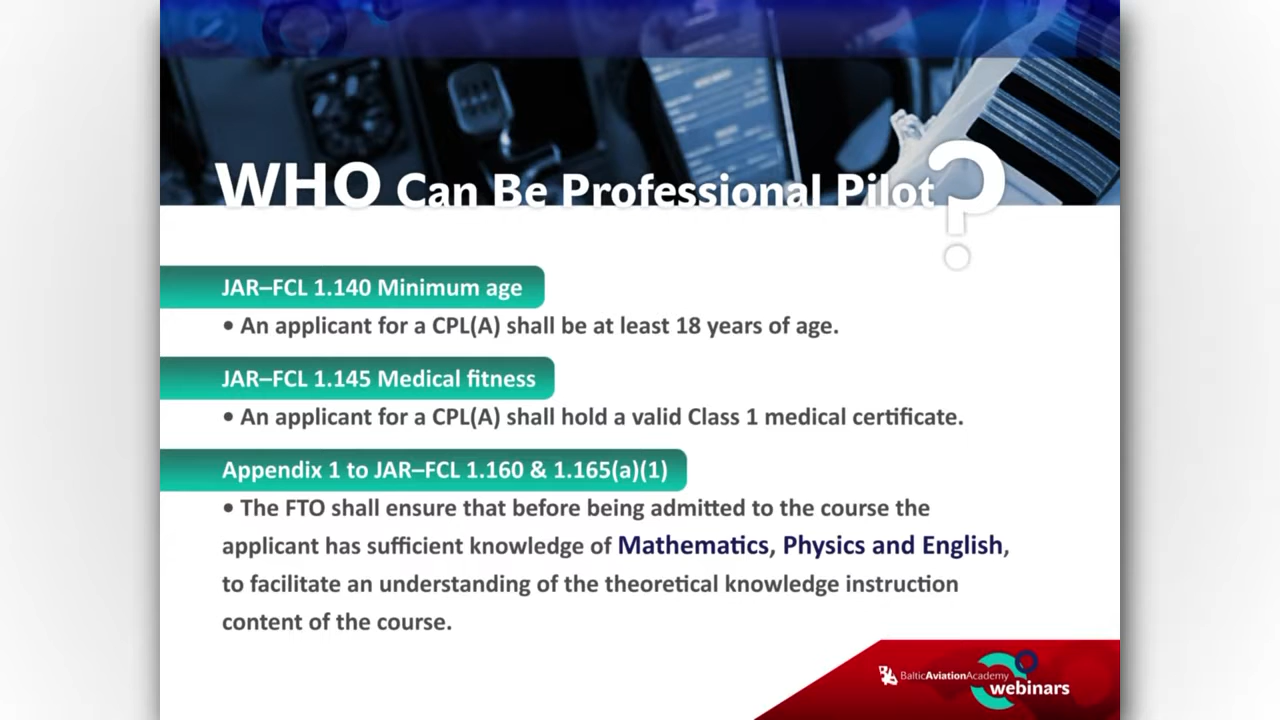 WHO Can Be Professional Pilot?
JAR–FCL 1.140 Minimum age
• An applicant for a CPL(A) shall be at least 18 years of age.
JAR–FCL 1.145 Medical fitness
• An applicant for a CPL(A) shall hold a valid Class 1 medical certificate.
Appendix 1 to JAR–FCL 1.160 & 1.165(a)(1)
• The FTO shall ensure that before being admitted to the course the
applicant has sufficient knowledge of Mathematics, Physics and English,
to facilitate an understanding of the theoretical knowledge instruction
content of the course.
BalticAviationAcademy
webinars